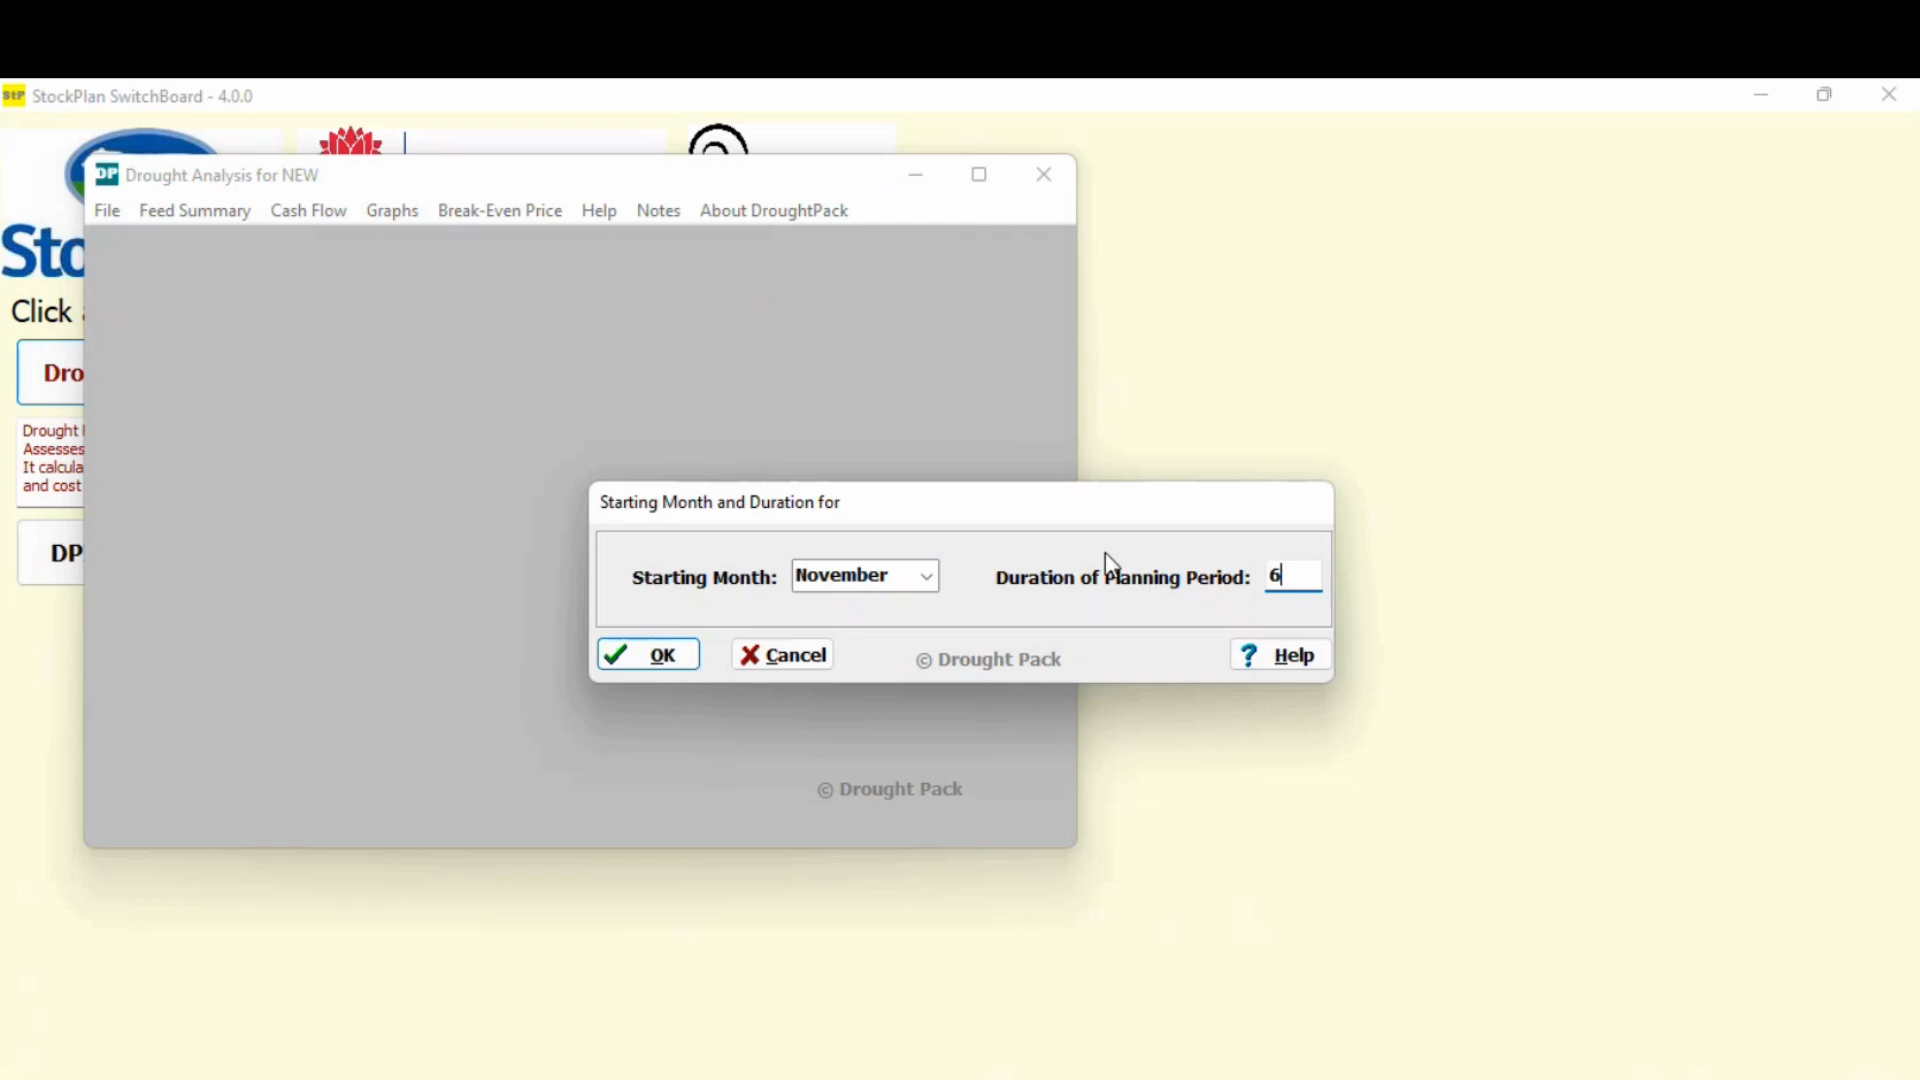 StP StockPlan SwitchBoard - 4.0.0
DP Drought Analysis for NEW
File Feed Summary Cash Flow Graphs Break-Even Price Help Notes About DroughtPack
Sto
Click
Dro
Drought
Assesses
It calcula
and cost
DP
Starting Month and Duration for
Starting Month: November Duration of Planning Period: 6
OK Cancel © Drought Pack ? Help
© Drought Pack